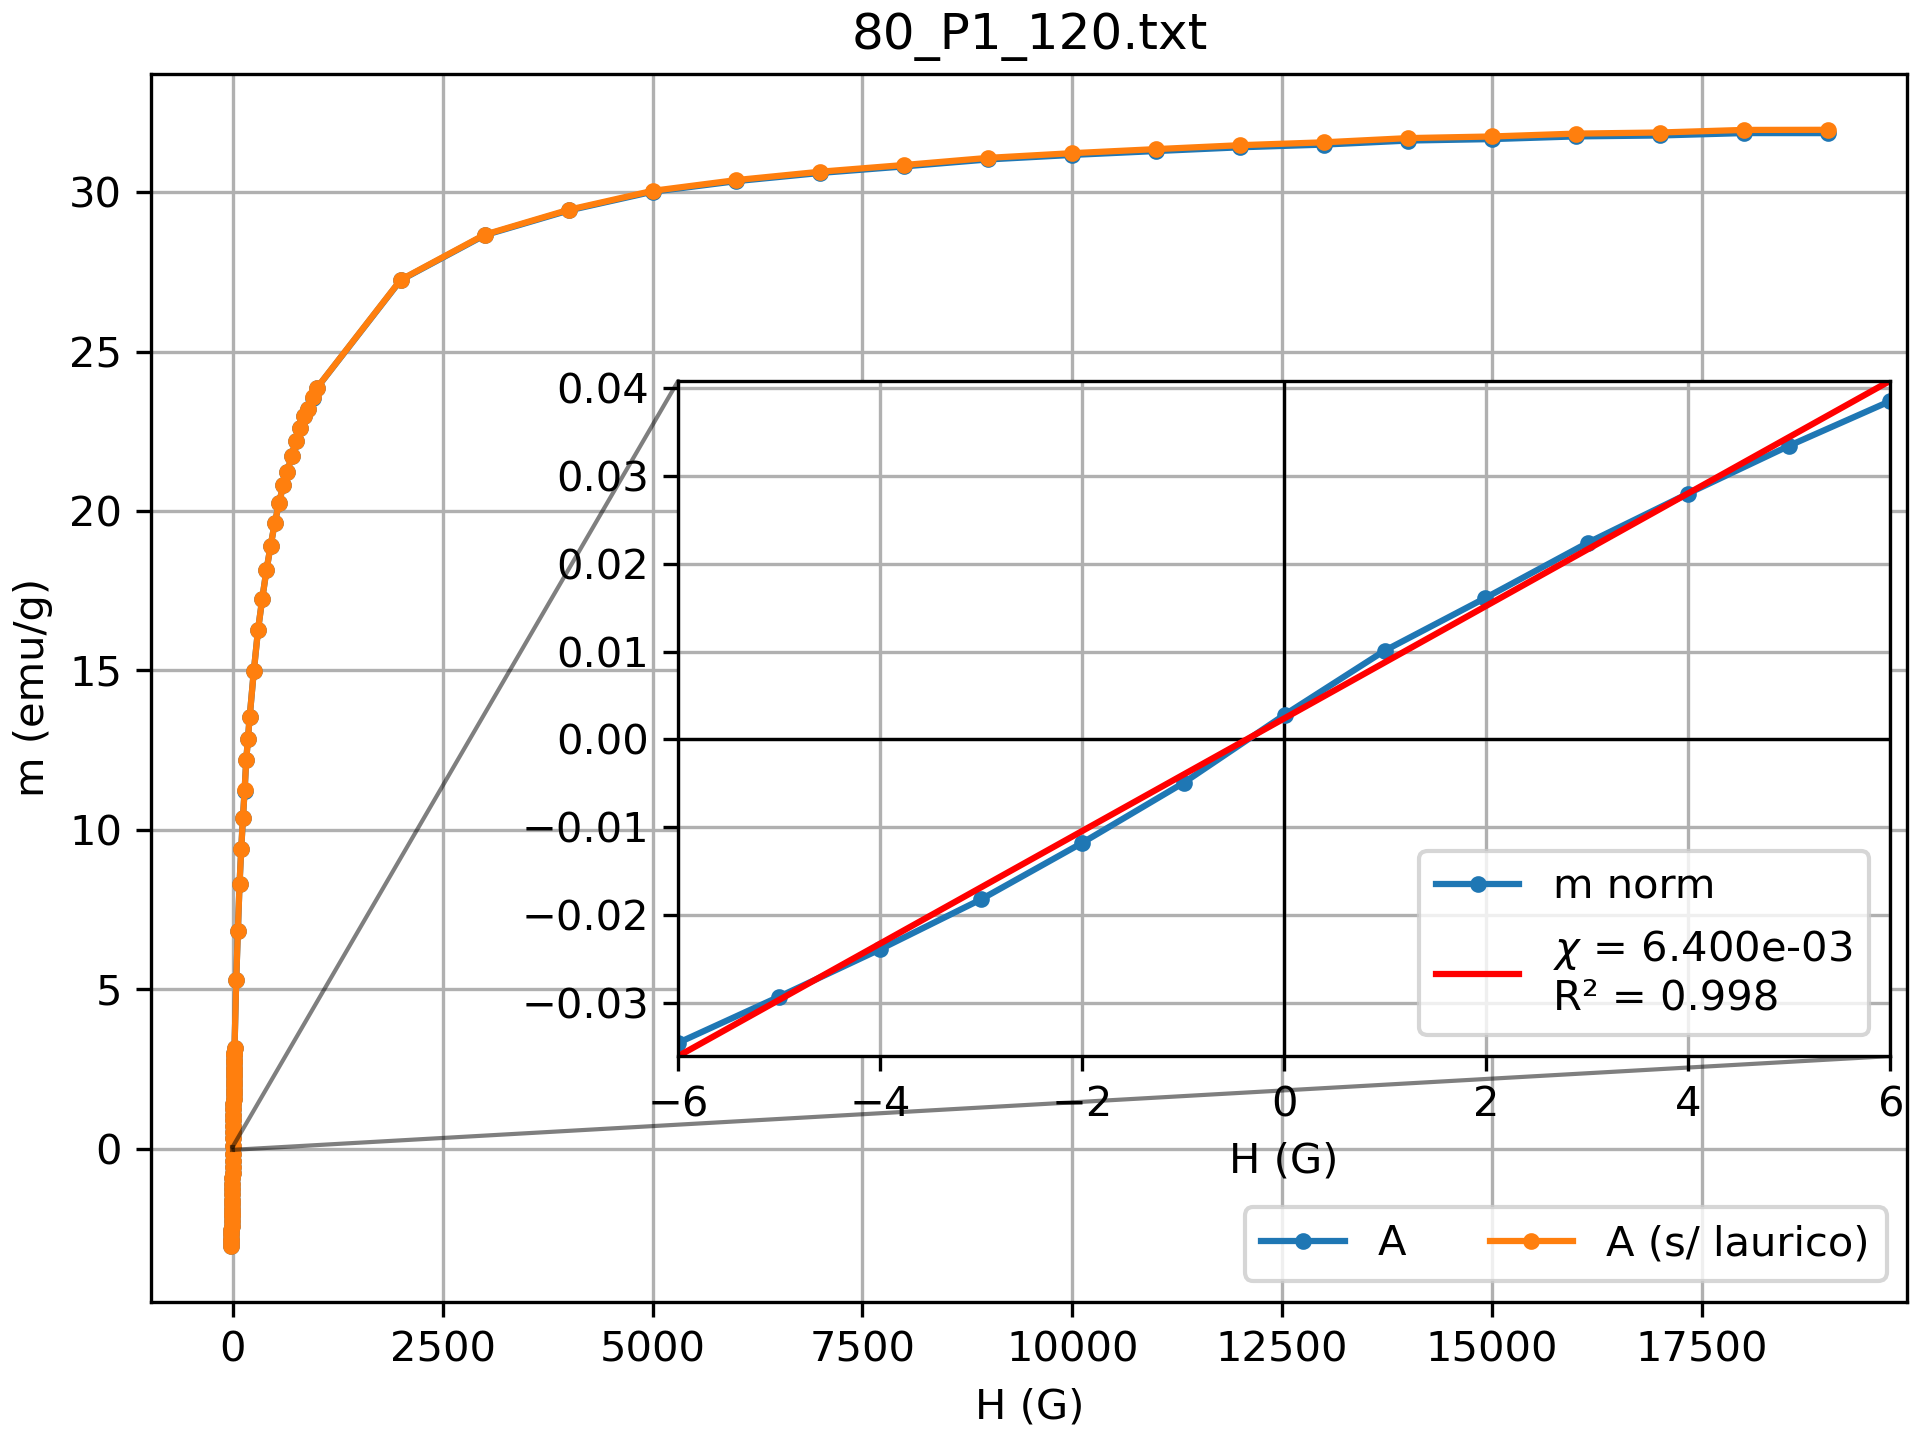 80_P1_120.txt
30
25
20
15
10
5
0
m (emu/g)
0.04
0.03
0.02
0.01
0.00
−0.01
−0.02
−0.03
m norm
χ = 6.400e-03
R² = 0.998
−6 −4 −2 0 2 4 6
H (G)
A A (s/ laurico)
0 2500 5000 7500 10000 12500 15000 17500
H (G)